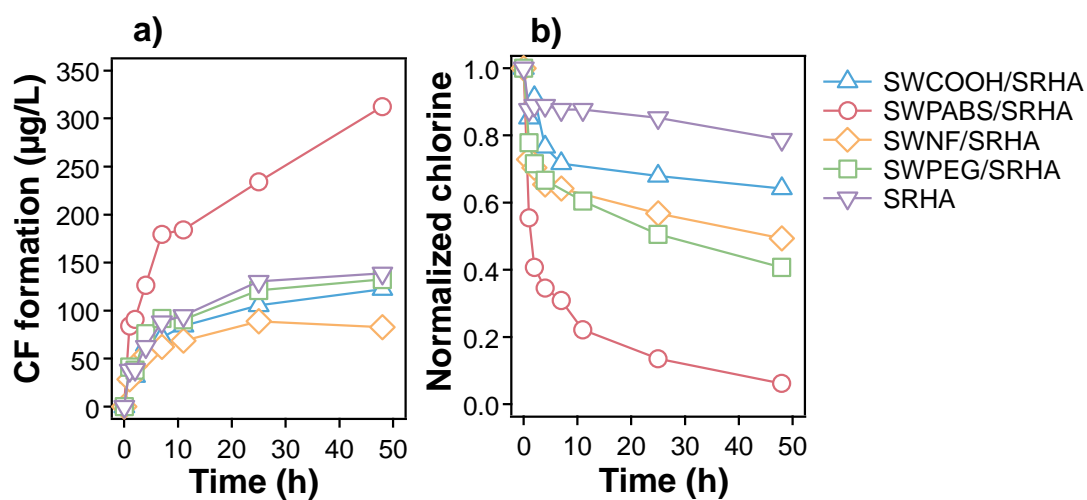 a)
CF formation (µg/L)
350
300
250
200
150
100
50
0
0 10 20 30 40 50
Time (h)
b)
Normalized chlorine
1.0
0.8
0.6
0.4
0.2
0.0
0 10 20 30 40 50
Time (h)
SWCOOH/SRHA
SWPABS/SRHA
SWNF/SRHA
SWPEG/SRHA
SRHA